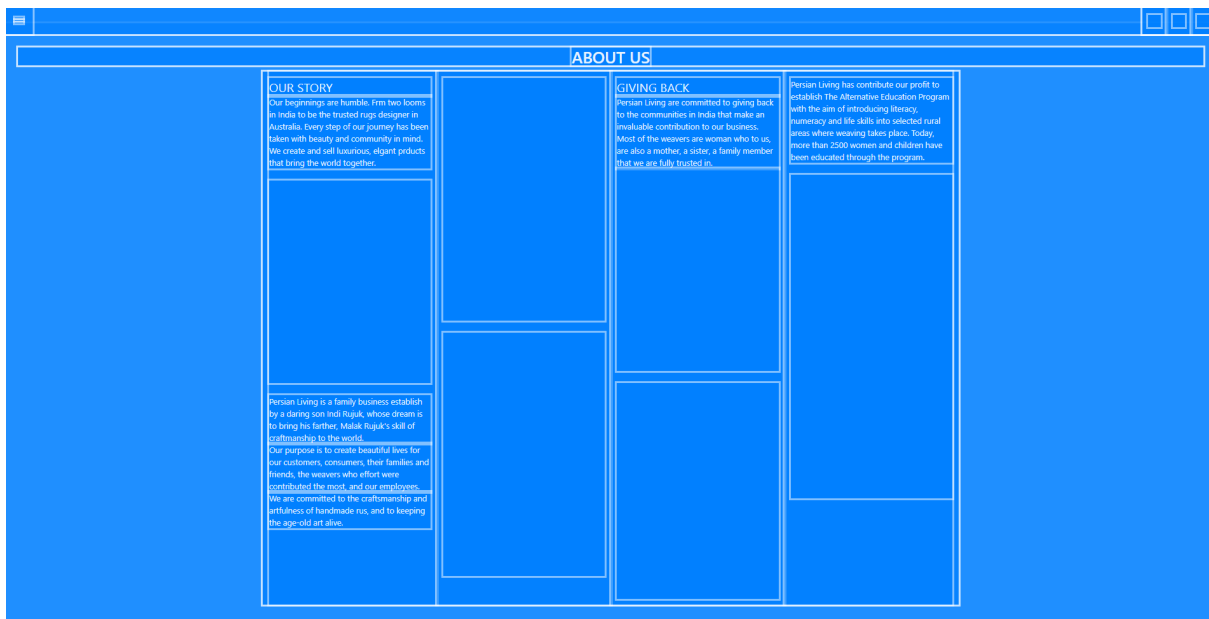 ABOUT US
OUR STORY
Our beginnings are humble. Frm two looms
in India to be the trusted rugs designer in
Australia. Every step of our journey has been
taken with beauty and community in mind.
We create and sell luxurious, elgant prducts
that bring the world together.
Persian Living is a family business establish
by a daring son Indi Rujuk, whose dream is
to bring his farther, Malak Rujuk's skill of
craftmanship to the world.
Our purpose is to create beautiful lives for
our customers, consumers, their families and
friends, the weavers who effort were
contributed the most, and our employees.
We are committed to the craftsmanship and
artfulness of handmade rus, and to keeping
the age-old art alive.
GIVING BACK
Persian Living are committed to giving back
to the communities in India that make an
invaluable contribution to our business.
Most of the weavers are woman who to us,
are also a mother, a sister, a family member
that we are fully trusted in.
Persian Living has contribute our profit to
establish The Alternative Education Program
with the aim of introducing literacy,
numeracy and life skills into selected rural
areas where weaving takes place. Today,
more than 2500 women and children have
been educated through the program.